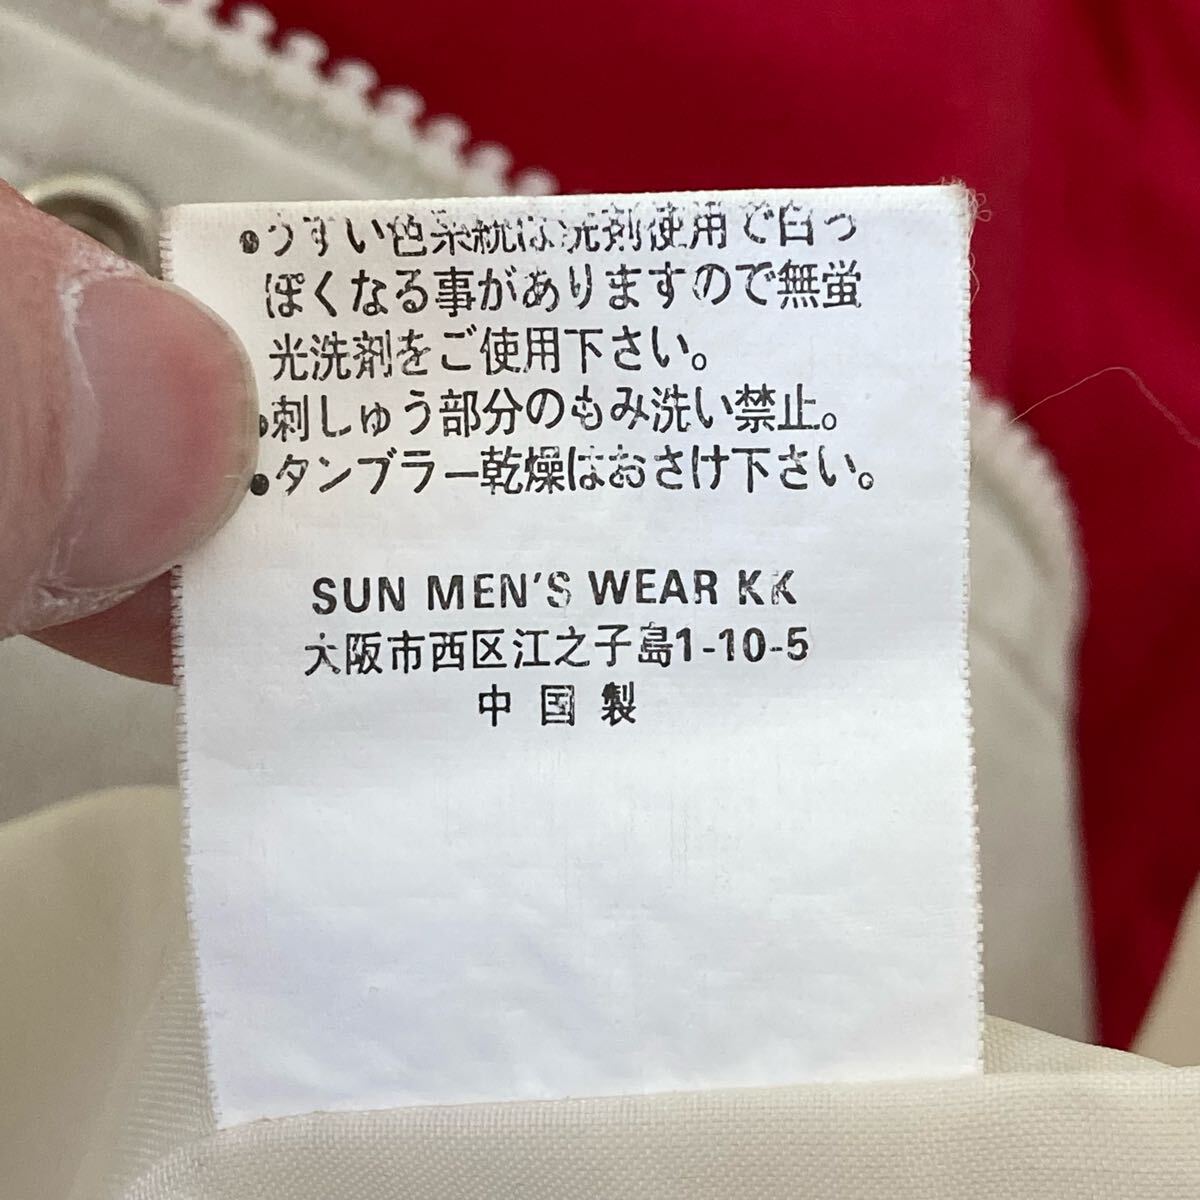 ●うすい色系統は洗剤使用で白っ
ぽくなる事がありますので無蛍
光洗剤をご使用下さい。
●刺しゅう部分のもみ洗い禁止。
●タンブラー乾燥はおさけ下さい。
SUN MEN'S WEAR KK
大阪市西区江之子島1-10-5
中国製